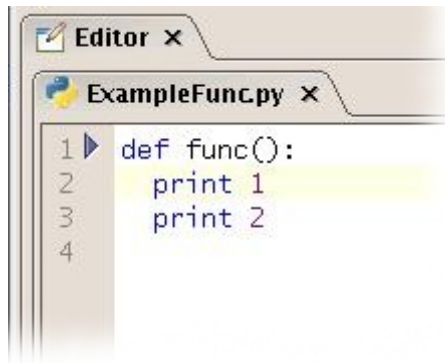 Editor ×
ExampleFunc.py ×
1 def func():
2 print 1
3 print 2
4